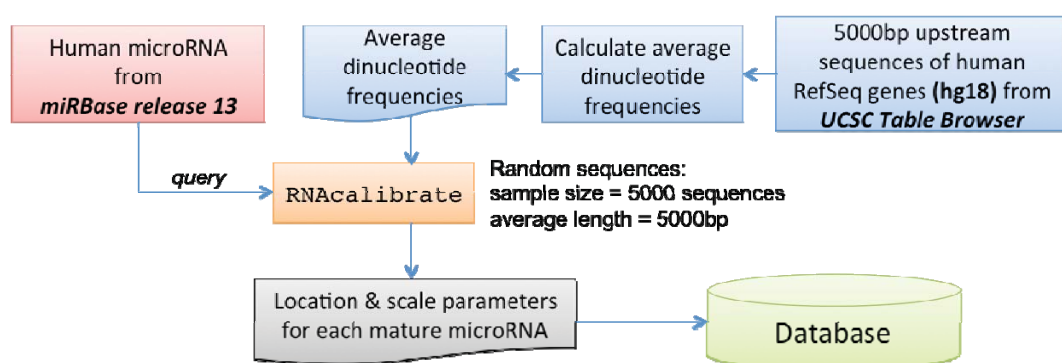 Human microRNA
from
miRBase release 13
Average
dinucleotide
frequencies
Calculate average
dinucleotide
frequencies
5000bp upstream
sequences of human
RefSeq genes (hg18) from
UCSC Table Browser
query
RNAcalibrate
Random sequences:
sample size = 5000 sequences
average length = 5000bp
Location & scale parameters
for each mature microRNA
Database